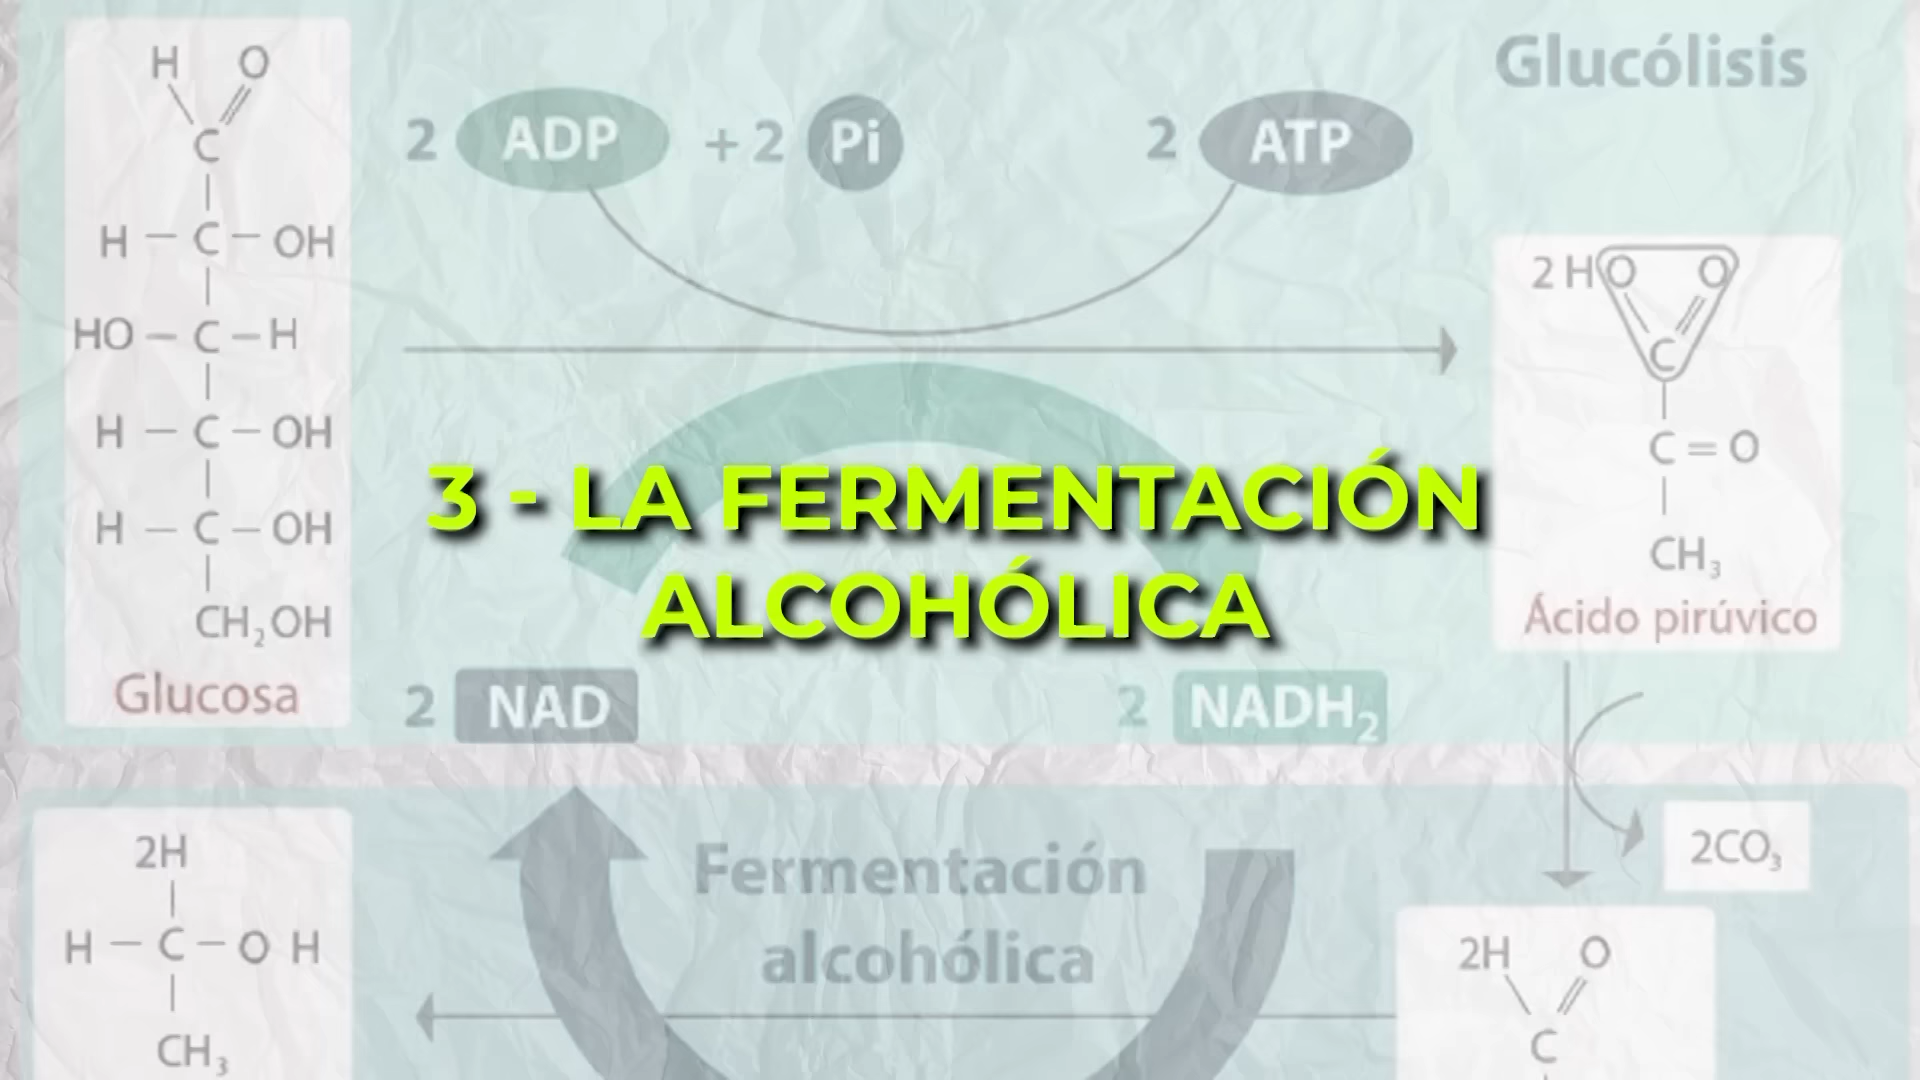 Glucólisis
H O
C
2 ADP + 2 Pi 2 ATP
H C OH
HO C H
H C OH
H C OH
CH2OH
Glucosa
2 HO O
C
C = O
CH3
Ácido pirúvico
3 - LA FERMENTACIÓN
ALCOHÓLICA
2 NAD 2 NADH2
2CO3
Fermentación
alcohólica
2H
H C O H
CH3
2H O
C